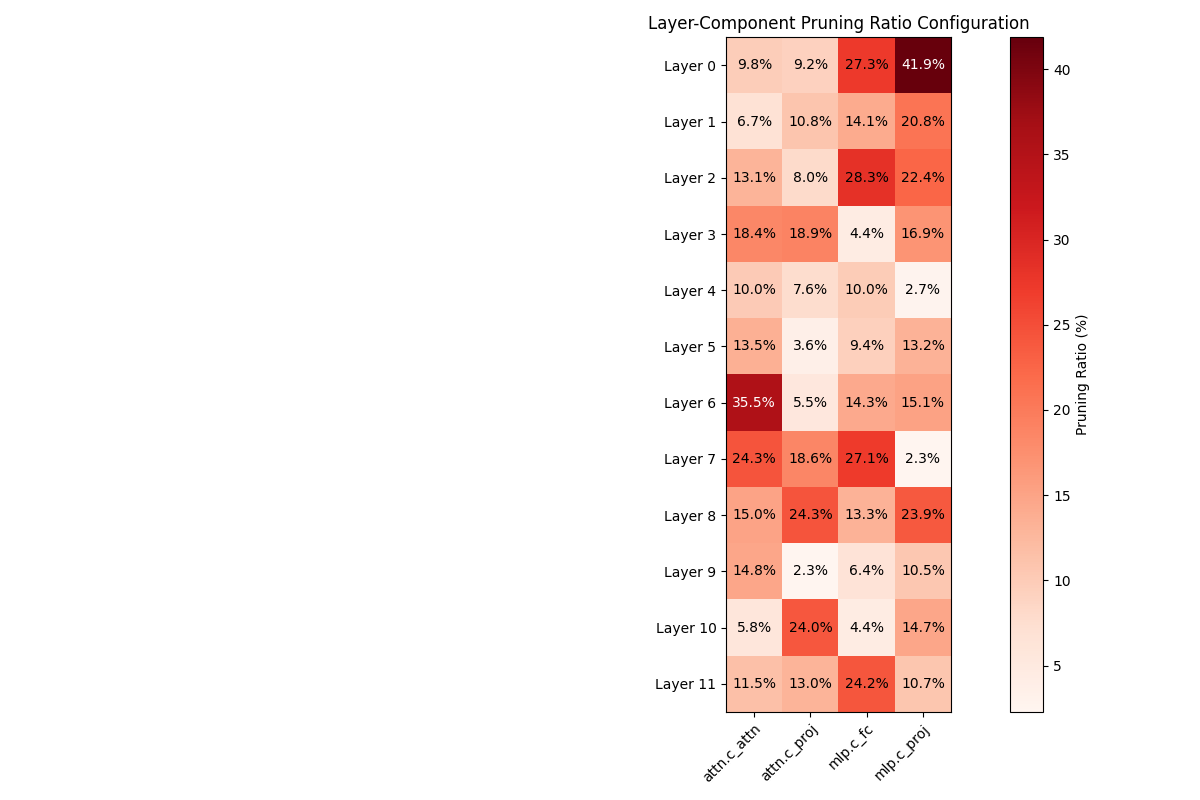 Layer-Component Pruning Ratio Configuration
Layer 0 9.8% 9.2% 27.3% 41.9%
Layer 1 6.7% 10.8% 14.1% 20.8%
Layer 2 13.1% 8.0% 28.3% 22.4%
Layer 3 18.4% 18.9% 4.4% 16.9%
Layer 4 10.0% 7.6% 10.0% 2.7%
Layer 5 13.5% 3.6% 9.4% 13.2%
Layer 6 35.5% 5.5% 14.3% 15.1%
Layer 7 24.3% 18.6% 27.1% 2.3%
Layer 8 15.0% 24.3% 13.3% 23.9%
Layer 9 14.8% 2.3% 6.4% 10.5%
Layer 10 5.8% 24.0% 4.4% 14.7%
Layer 11 11.5% 13.0% 24.2% 10.7%
attn.c_attn attn.c_proj mlp.c_fc mlp.c_proj
40
35
30
25
20
15
10
5
Pruning Ratio (%)